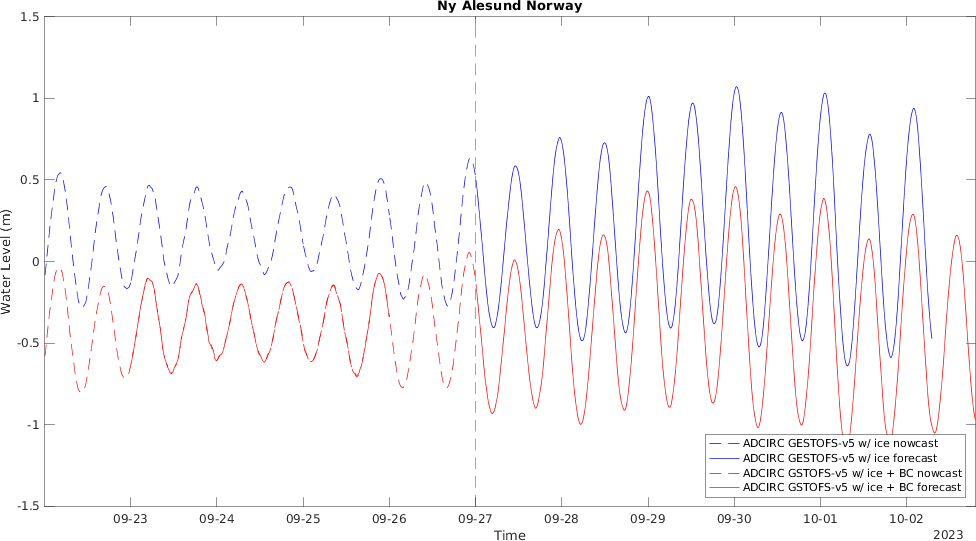 Ny Alesund Norway
1.5
1
0.5
0
-0.5
-1
-1.5
Water Level (m)
ADCIRC GESTOFS-v5 w/ ice nowcast
ADCIRC GESTOFS-v5 w/ ice forecast
ADCIRC GSTOFS-v5 w/ ice + BC nowcast
ADCIRC GSTOFS-v5 w/ ice + BC forecast
09-23 09-24 09-25 09-26 09-27 09-28 09-29 09-30 10-01 10-02
Time
2023